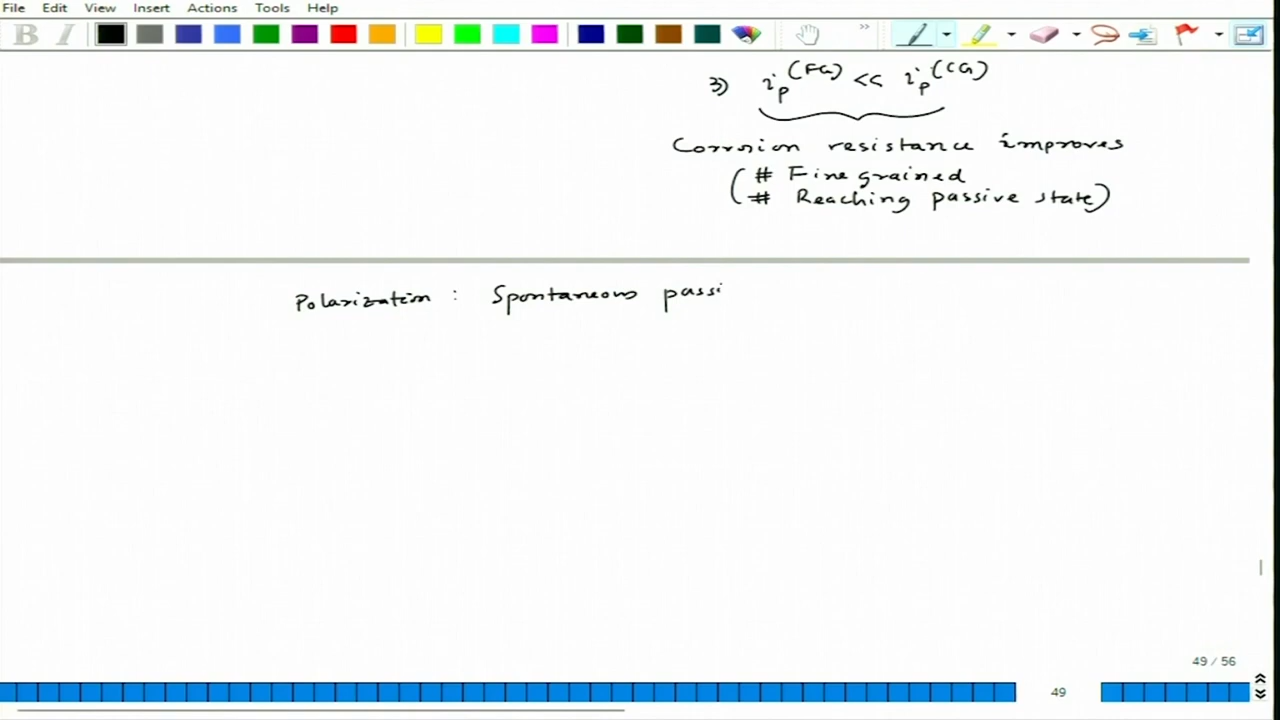 File Edit View Insert Actions Tools Help
B I
3) i_p^(FG) << i_p^(CG)
Corrosion resistance improves
( # Fine grained
# Reaching passive state )
Polarization : Spontaneous passi
49 / 56
49